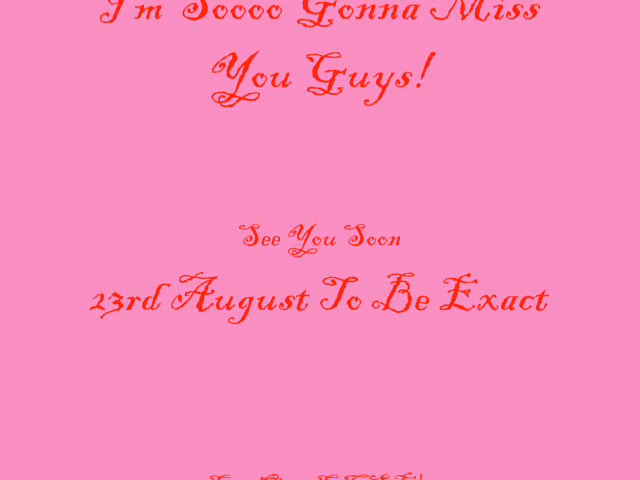 I'm Soooo Gonna Miss
You Guys!
See You Soon
23rd August To Be Exact